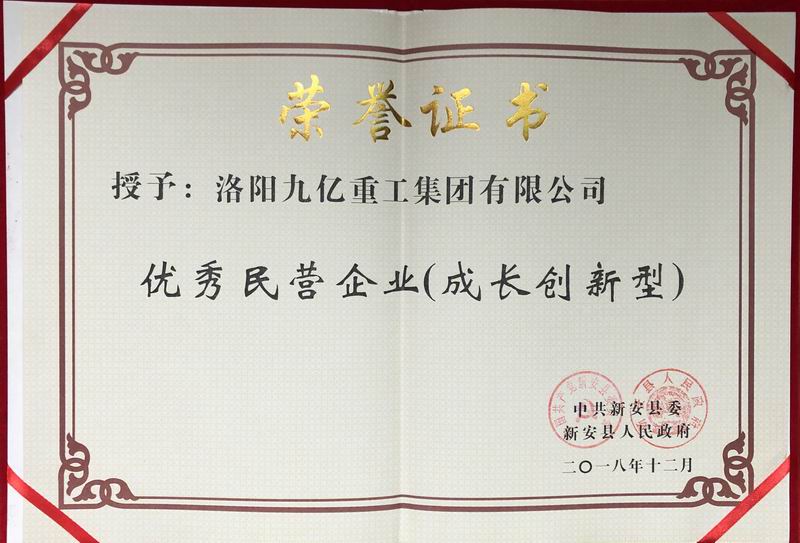 荣誉证书
授予：洛阳九亿重工集团有限公司
优秀民营企业(成长创新型)
中共新安县委
新安县人民政府
二〇一八年十二月